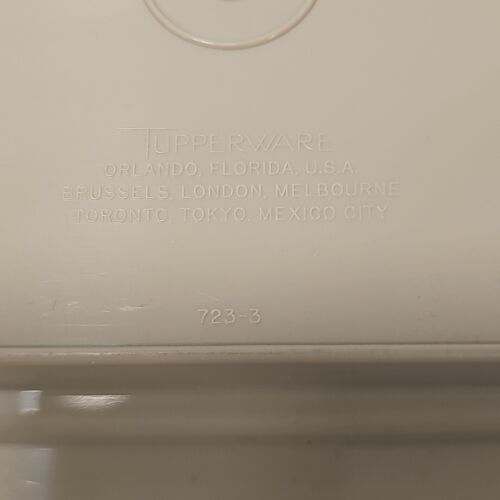 TUPPERWARE
ORLANDO, FLORIDA, U.S.A.
BRUSSELS, LONDON, MELBOURNE
TORONTO, TOKYO, MEXICO CITY
723-3